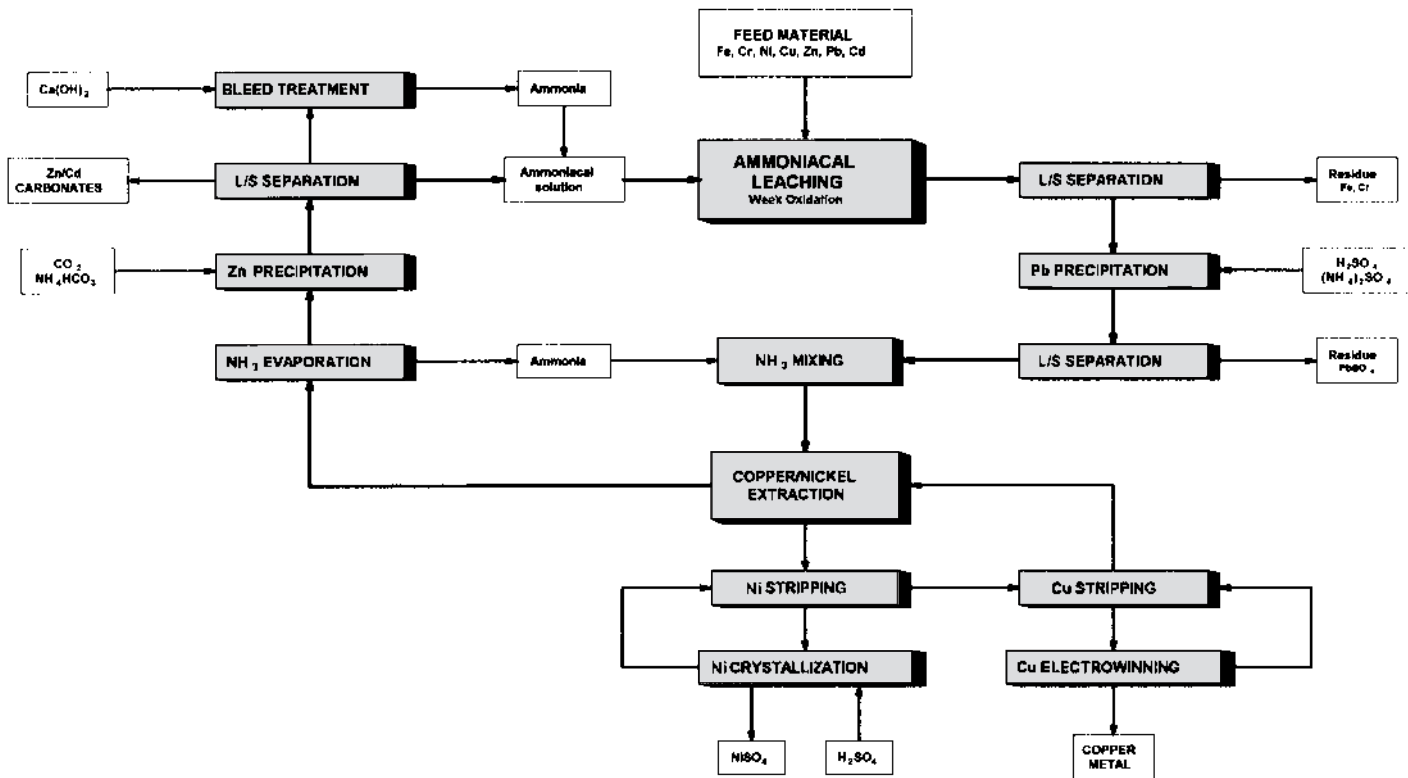 FEED MATERIAL
Fe, Cr, Ni, Cu, Zn, Pb, Cd
Ca(OH)2
BLEED TREATMENT
Ammonia
Zn/Cd
CARBONATES
L/S SEPARATION
Ammoniacal
solution
AMMONIACAL
LEACHING
Week Oxidation
L/S SEPARATION
Residue
Fe, Cr
CO2
NH4HCO3
Zn PRECIPITATION
Pb PRECIPITATION
H2SO4
(NH4)2SO4
NH3 EVAPORATION
Ammonia
NH3 MIXING
L/S SEPARATION
Residue
PbSO4
COPPER/NICKEL
EXTRACTION
Ni STRIPPING
Cu STRIPPING
Ni CRYSTALLIZATION
Cu ELECTROWINNING
NiSO4
H2SO4
COPPER
METAL